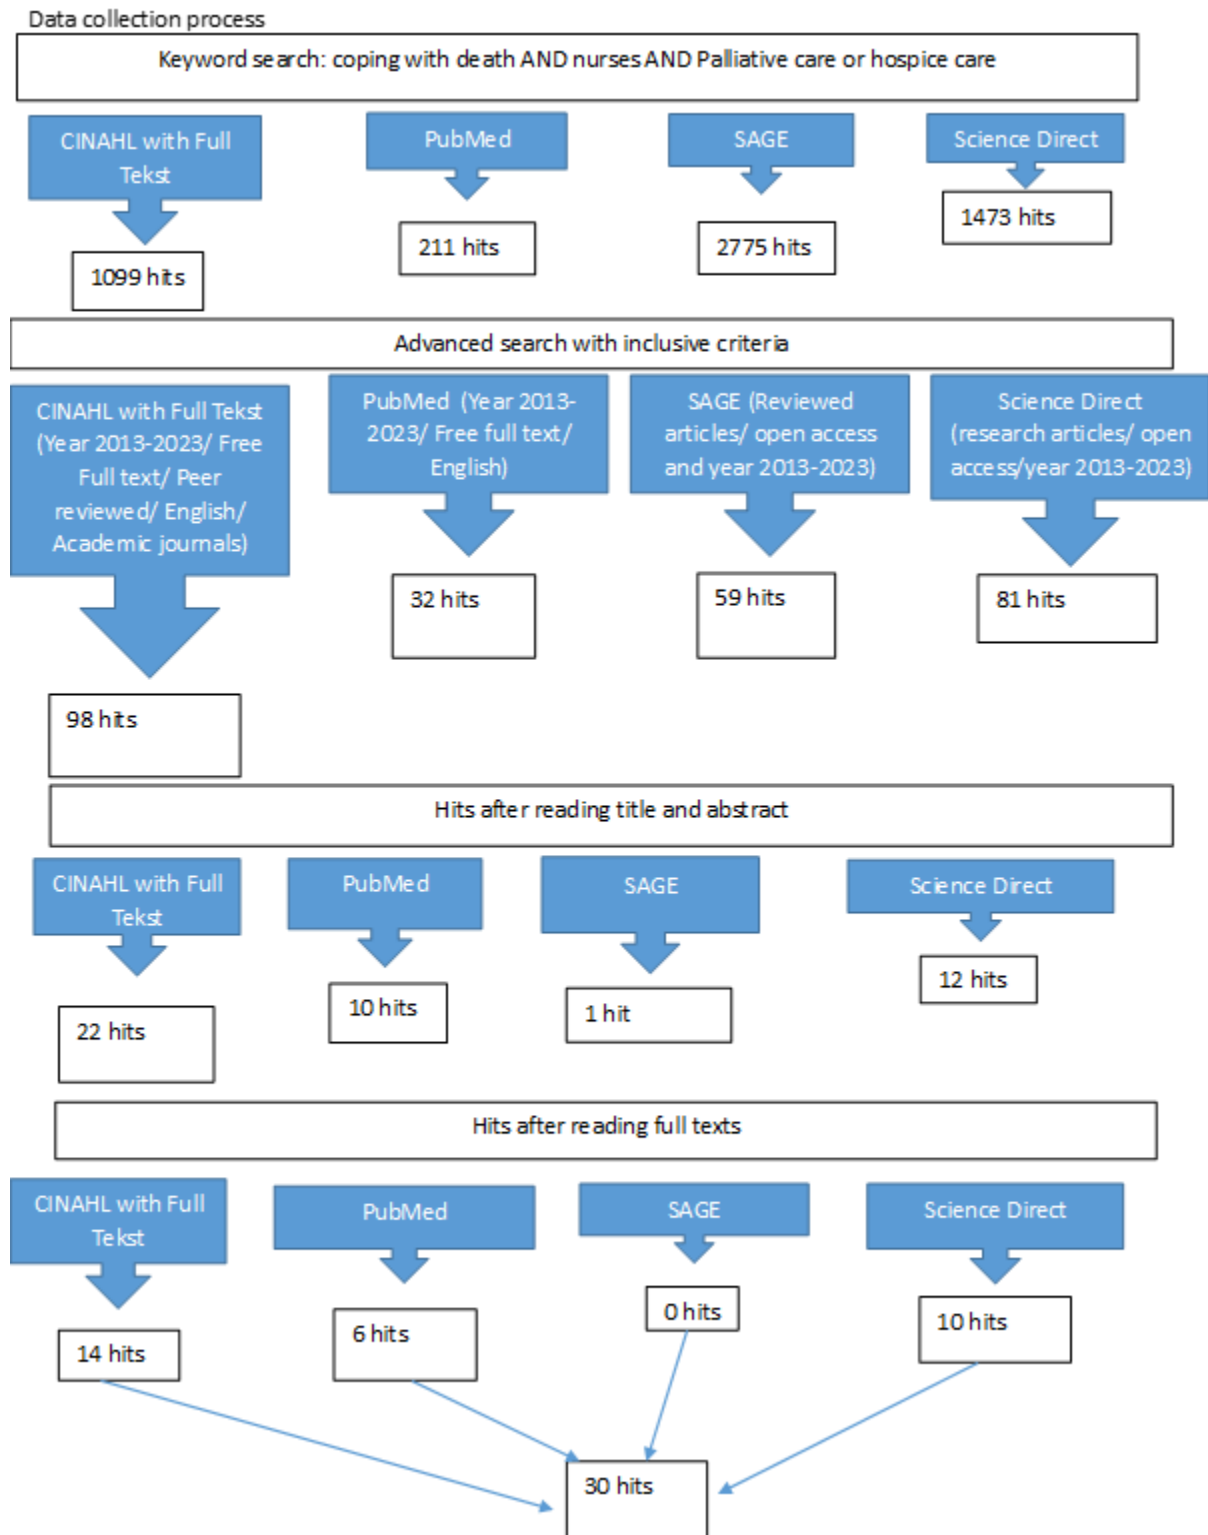 Data collection process
Keyword search: coping with death AND nurses AND Palliative care or hospice care
CINAHL with Full
Tekst
PubMed
SAGE
Science Direct
1099 hits
211 hits
2775 hits
1473 hits
Advanced search with inclusive criteria
CINAHL with Full Tekst
(Year 2013-2023/ Free
Full text/ Peer
reviewed/ English/
Academic journals)
PubMed (Year 2013-
2023/ Free full text/
English)
SAGE (Reviewed
articles/ open access
and year 2013-2023)
Science Direct
(research articles/ open
access/year 2013-2023)
98 hits
32 hits
59 hits
81 hits
Hits after reading title and abstract
CINAHL with Full
Tekst
PubMed
SAGE
Science Direct
22 hits
10 hits
1 hit
12 hits
Hits after reading full texts
CINAHL with Full
Tekst
PubMed
SAGE
Science Direct
14 hits
6 hits
0 hits
10 hits
30 hits